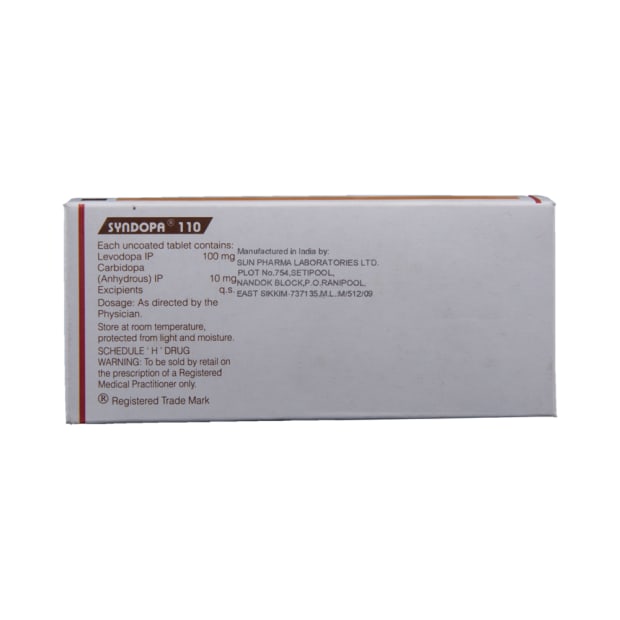 SYNDOPA ® 110
Each uncoated tablet contains:
Levodopa IP 100 mg
Carbidopa
(Anhydrous) IP 10 mg
Excipients q.s.
Dosage: As directed by the
Physician.
Store at room temperature,
protected from light and moisture.
SCHEDULE ' H ' DRUG
WARNING: To be sold by retail on
the prescription of a Registered
Medical Practitioner only.
® Registered Trade Mark
Manufactured in India by:
SUN PHARMA LABORATORIES LTD.
PLOT No.754,SETIPOOL,
NANDOK BLOCK,P.O.RANIPOOL,
EAST SIKKIM-737135,M.L.:M/512/09